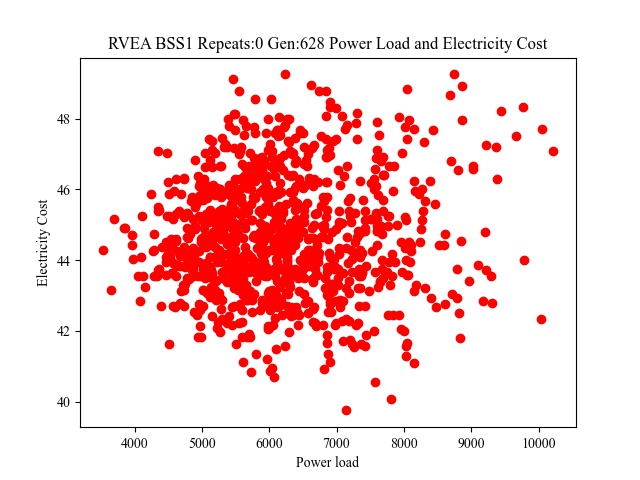 RVEA BSS1 Repeats:0 Gen:628 Power Load and Electricity Cost
48
46
44
42
40
Electricity Cost
4000 5000 6000 7000 8000 9000 10000
Power load